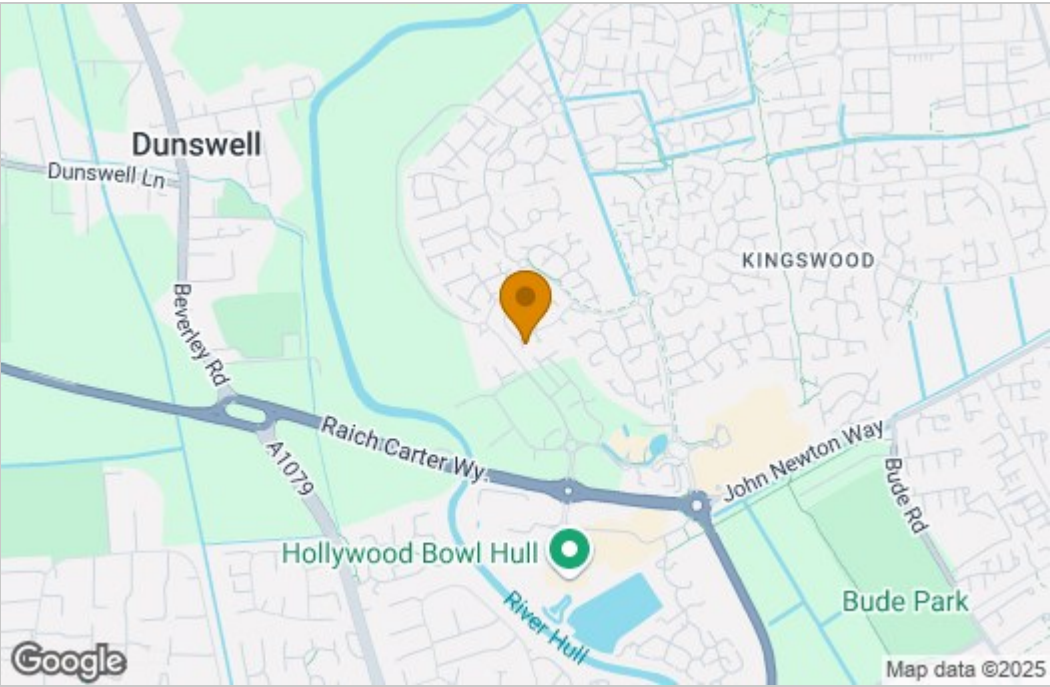 Dunswell
Dunswell Ln
KINGSWOOD
Beverley Rd
Raich Carter Wy.
A1079
John Newton Way
Bude Rd
Hollywood Bowl Hull
River Hull
Bude Park
Google
Map data ©2025